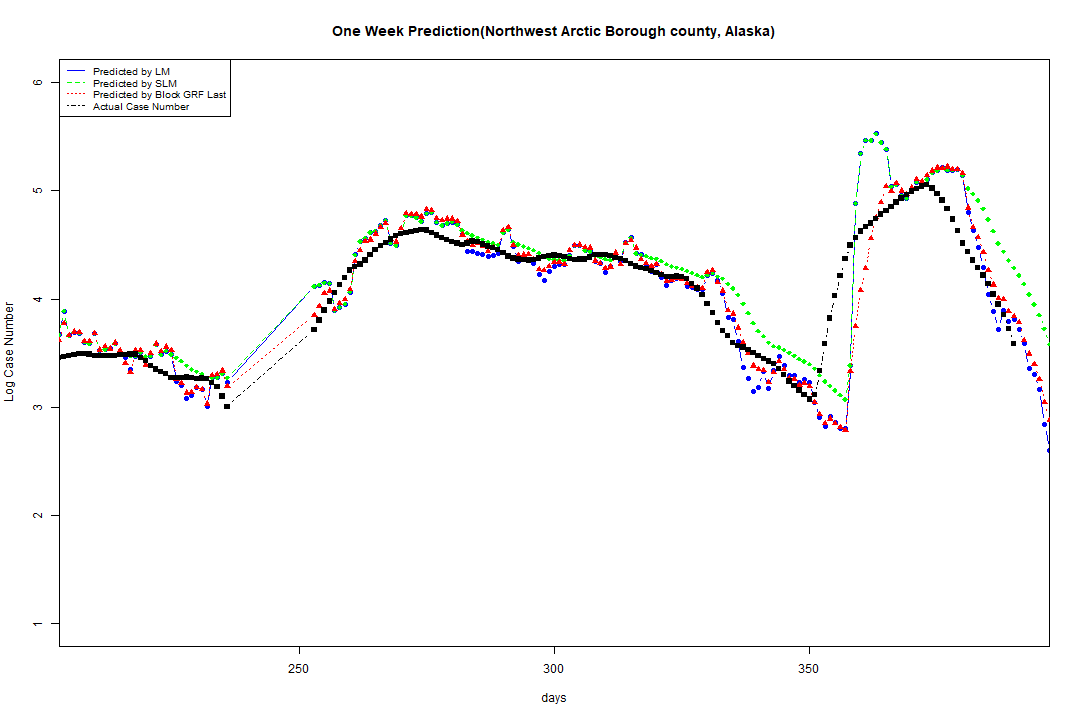 One Week Prediction(Northwest Arctic Borough county, Alaska)
Predicted by LM
Predicted by SLM
Predicted by Block GRF Last
Actual Case Number
6
5
4
3
2
1
Log Case Number
250
300
350
days